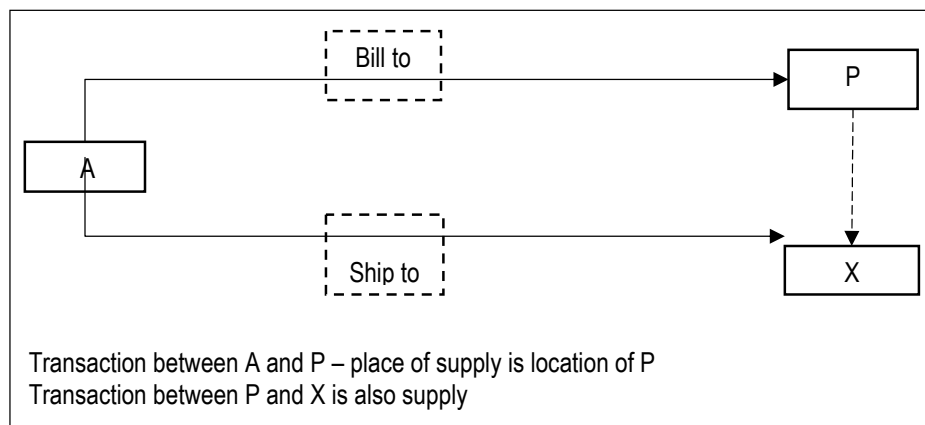 Bill to
P
A
Ship to
X
Transaction between A and P – place of supply is location of P
Transaction between P and X is also supply